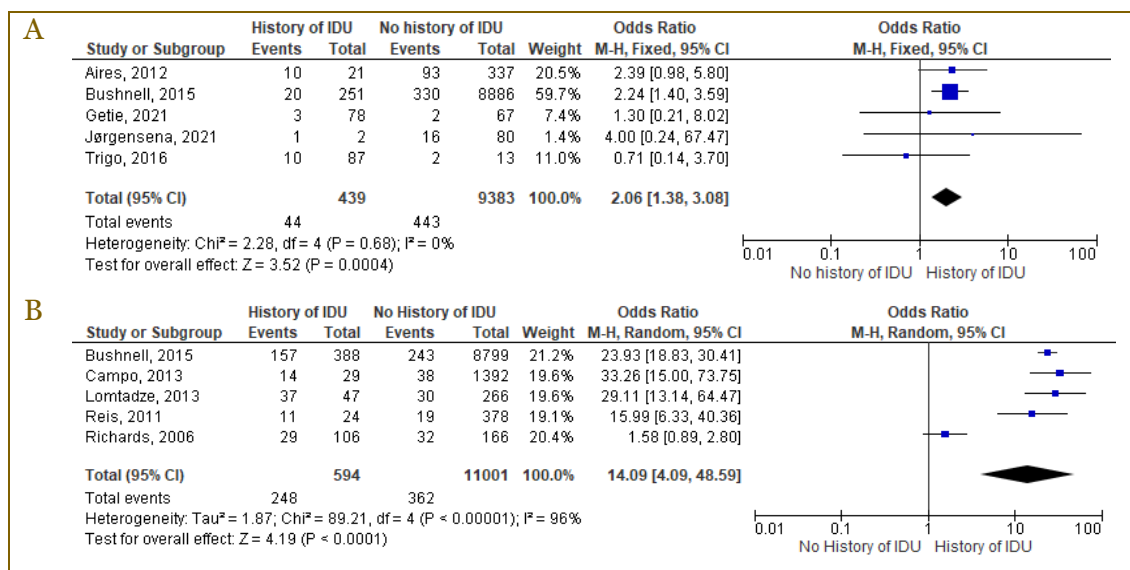 A
History of IDU No history of IDU Odds Ratio Odds Ratio
Study or Subgroup Events Total Events Total Weight M-H, Fixed, 95% CI M-H, Fixed, 95% CI
Aires, 2012 10 21 93 337 20.5% 2.39 [0.98, 5.80]
Bushnell, 2015 20 251 330 8886 59.7% 2.24 [1.40, 3.59]
Getie, 2021 3 78 2 67 7.4% 1.30 [0.21, 8.02]
Jørgensena, 2021 1 2 16 80 1.4% 4.00 [0.24, 67.47]
Trigo, 2016 10 87 2 13 11.0% 0.71 [0.14, 3.70]
Total (95% CI) 439 9383 100.0% 2.06 [1.38, 3.08]
Total events 44 443
Heterogeneity: Chi² = 2.28, df = 4 (P = 0.68); I² = 0%
Test for overall effect: Z = 3.52 (P = 0.0004)
0.01 0.1 1 10 100
No history of IDU History of IDU
B
History of IDU No History of IDU Odds Ratio Odds Ratio
Study or Subgroup Events Total Events Total Weight M-H, Random, 95% CI M-H, Random, 95% CI
Bushnell, 2015 157 388 243 8799 21.2% 23.93 [18.83, 30.41]
Campo, 2013 14 29 38 1392 19.6% 33.26 [15.00, 73.75]
Lomtadze, 2013 37 47 30 266 19.6% 29.11 [13.14, 64.47]
Reis, 2011 11 24 19 378 19.1% 15.99 [6.33, 40.36]
Richards, 2006 29 106 32 166 20.4% 1.58 [0.89, 2.80]
Total (95% CI) 594 11001 100.0% 14.09 [4.09, 48.59]
Total events 248 362
Heterogeneity: Tau² = 1.87; Chi² = 89.21, df = 4 (P < 0.00001); I² = 96%
Test for overall effect: Z = 4.19 (P < 0.0001)
0.01 0.1 1 10 100
No History of IDU History of IDU